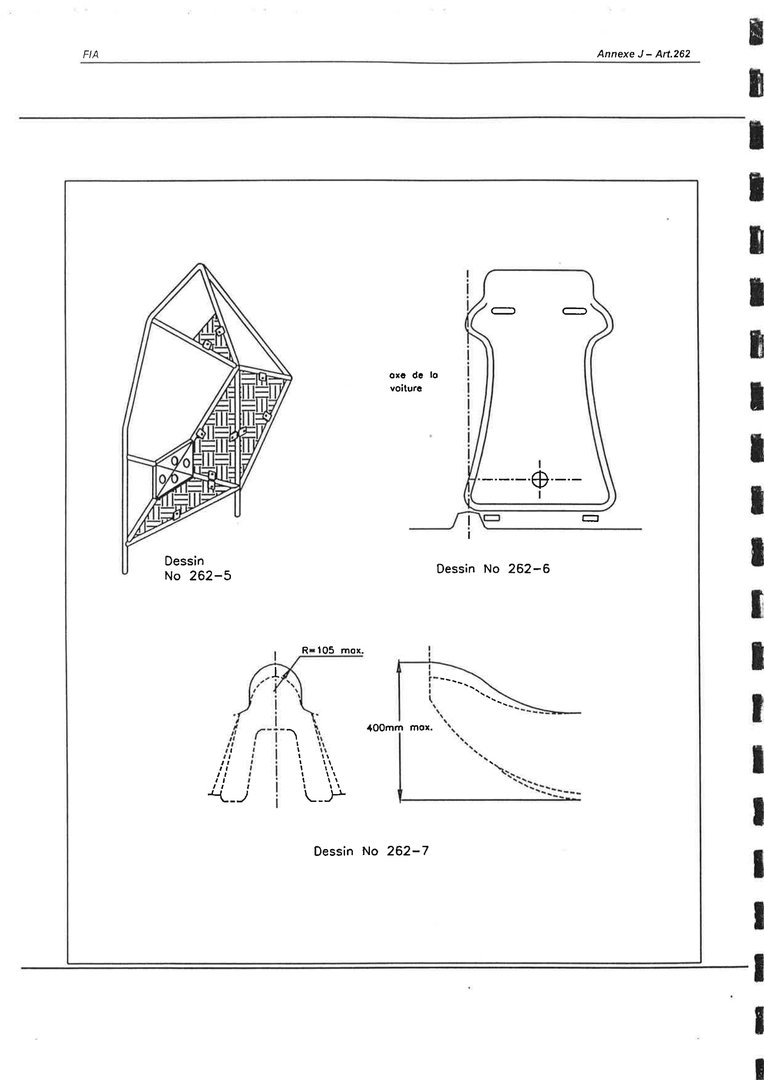 FIA
Annexe J – Art.262
axe de la
voiture
Dessin
No 262–5
Dessin No 262–6
R=105 max.
400mm max.
Dessin No 262–7